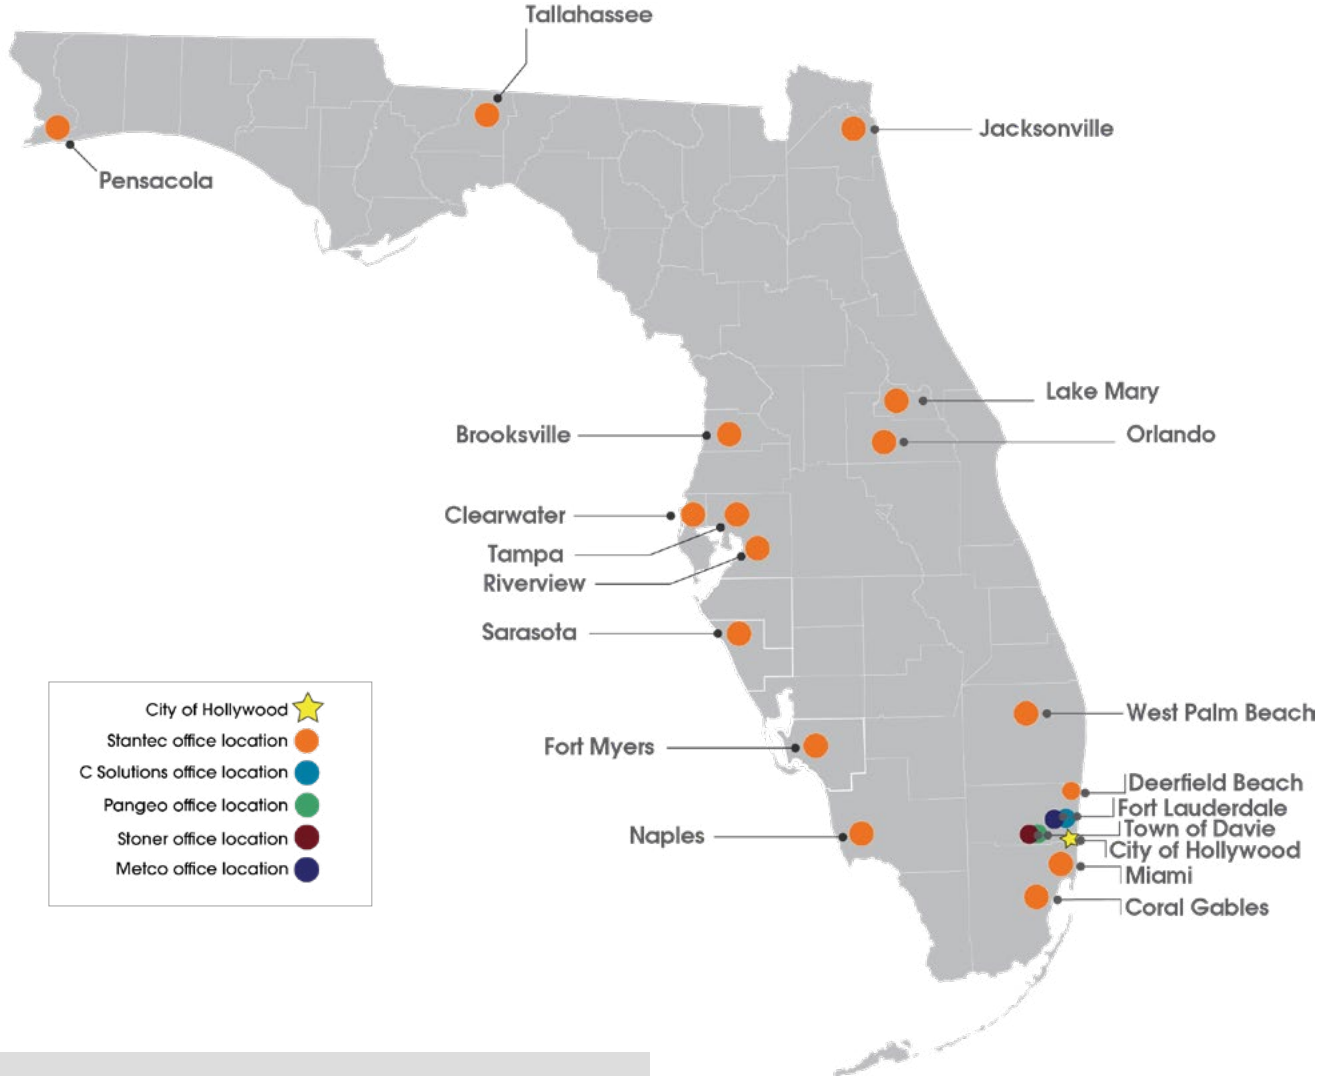 Tallahassee
Jacksonville
Pensacola
Lake Mary
Brooksville
Orlando
Clearwater
Tampa
Riverview
Sarasota
City of Hollywood
Stantec office location
C Solutions office location
Pangeo office location
Stoner office location
Metco office location
West Palm Beach
Fort Myers
Deerfield Beach
Fort Lauderdale
Town of Davie
Naples
City of Hollywood
Miami
Coral Gables